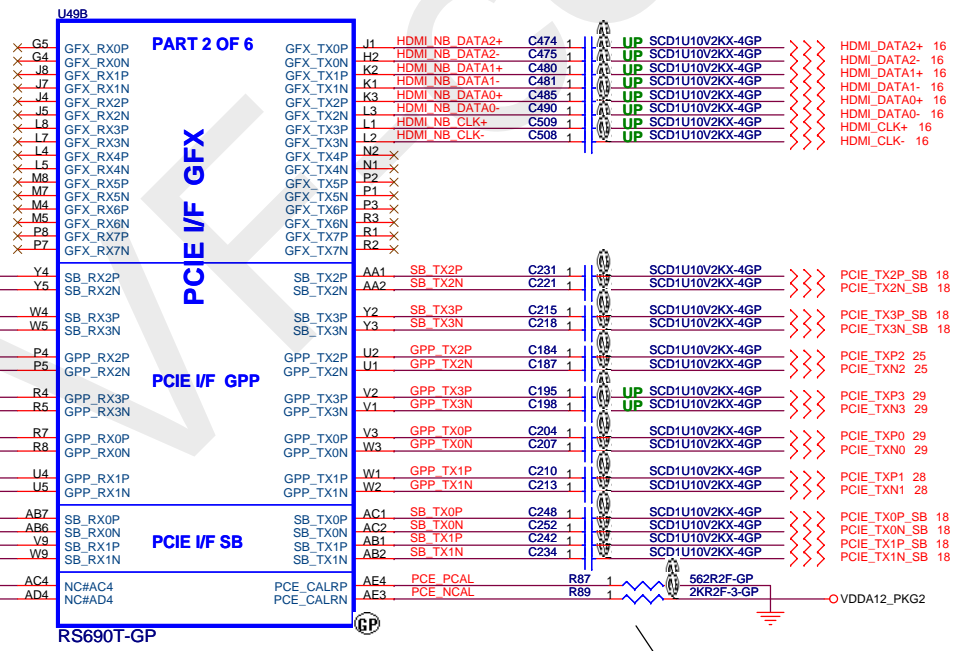 U49B
PART 2 OF 6
G5 GFX_RX0P GFX_TX0P J1 HDMI_NB_DATA2+ C474 1 UP SCD1U10V2KX-4GP HDMI_DATA2+ 16
G4 GFX_RX0N GFX_TX0N H2 HDMI_NB_DATA2- C475 1 UP SCD1U10V2KX-4GP HDMI_DATA2- 16
J8 GFX_RX1P GFX_TX1P K2 HDMI_NB_DATA1+ C480 1 UP SCD1U10V2KX-4GP HDMI_DATA1+ 16
J7 GFX_RX1N GFX_TX1N K1 HDMI_NB_DATA1- C481 1 UP SCD1U10V2KX-4GP HDMI_DATA1- 16
J4 GFX_RX2P GFX_TX2P K3 HDMI_NB_DATA0+ C485 1 UP SCD1U10V2KX-4GP HDMI_DATA0+ 16
J5 GFX_RX2N GFX_TX2N L3 HDMI_NB_DATA0- C490 1 UP SCD1U10V2KX-4GP HDMI_DATA0- 16
L8 GFX_RX3P GFX_TX3P L1 HDMI_NB_CLK+ C509 1 UP SCD1U10V2KX-4GP HDMI_CLK+ 16
L7 GFX_RX3N GFX_TX3N L2 HDMI_NB_CLK- C508 1 UP SCD1U10V2KX-4GP HDMI_CLK- 16
L4 GFX_RX4P GFX_TX4P N2
L5 GFX_RX4N GFX_TX4N N1
M8 GFX_RX5P GFX_TX5P P2
M7 GFX_RX5N GFX_TX5N P1
M4 GFX_RX6P GFX_TX6P P3
M5 GFX_RX6N GFX_TX6N R3
P8 GFX_RX7P GFX_TX7P R1
P7 GFX_RX7N GFX_TX7N R2
PCIE I/F GFX
Y4 SB_RX2P SB_TX2P AA1 SB_TX2P C231 1 SCD1U10V2KX-4GP PCIE_TX2P_SB 18
Y5 SB_RX2N SB_TX2N AA2 SB_TX2N C221 1 SCD1U10V2KX-4GP PCIE_TX2N_SB 18
W4 SB_RX3P SB_TX3P Y2 SB_TX3P C215 1 SCD1U10V2KX-4GP PCIE_TX3P_SB 18
W5 SB_RX3N SB_TX3N Y3 SB_TX3N C218 1 SCD1U10V2KX-4GP PCIE_TX3N_SB 18
P4 GPP_RX2P GPP_TX2P U2 GPP_TX2P C184 1 SCD1U10V2KX-4GP PCIE_TXP2 25
P5 GPP_RX2N GPP_TX2N U1 GPP_TX2N C187 1 SCD1U10V2KX-4GP PCIE_TXN2 25
PCIE I/F GPP
R4 GPP_RX3P GPP_TX3P V2 GPP_TX3P C195 1 UP SCD1U10V2KX-4GP PCIE_TXP3 29
R5 GPP_RX3N GPP_TX3N V1 GPP_TX3N C198 1 UP SCD1U10V2KX-4GP PCIE_TXN3 29
R7 GPP_RX0P GPP_TX0P V3 GPP_TX0P C204 1 SCD1U10V2KX-4GP PCIE_TXP0 29
R8 GPP_RX0N GPP_TX0N W3 GPP_TX0N C207 1 SCD1U10V2KX-4GP PCIE_TXN0 29
U4 GPP_RX1P GPP_TX1P W1 GPP_TX1P C210 1 SCD1U10V2KX-4GP PCIE_TXP1 28
U5 GPP_RX1N GPP_TX1N W2 GPP_TX1N C213 1 SCD1U10V2KX-4GP PCIE_TXN1 28
AB7 SB_RX0P SB_TX0P AC1 SB_TX0P C248 1 SCD1U10V2KX-4GP PCIE_TX0P_SB 18
AB6 SB_RX0N SB_TX0N AC2 SB_TX0N C252 1 SCD1U10V2KX-4GP PCIE_TX0N_SB 18
PCIE I/F SB
V9 SB_RX1P SB_TX1P AB1 SB_TX1P C242 1 SCD1U10V2KX-4GP PCIE_TX1P_SB 18
W9 SB_RX1N SB_TX1N AB2 SB_TX1N C234 1 SCD1U10V2KX-4GP PCIE_TX1N_SB 18
AC4 NC#AC4 PCE_CALRP AE4 PCE_PCAL R87 1 562R2F-GP
AD4 NC#AD4 PCE_CALRN AE3 PCE_NCAL R89 1 2KR2F-3-GP VDDA12_PKG2
GP
RS690T-GP